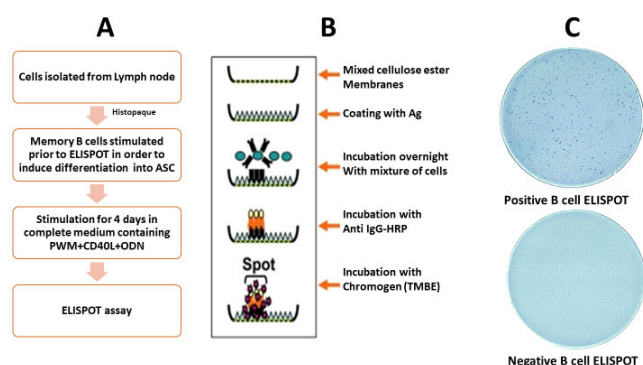 A
Cells isolated from Lymph node
Histopaque
Memory B cells stimulated
prior to ELISPOT in order to
induce differentiation into ASC
Stimulation for 4 days in
complete medium containing
PWM+CD40L+ODN
ELISPOT assay
B
Mixed cellulose ester
Membranes
Coating with Ag
Incubation overnight
With mixture of cells
Incubation with
Anti IgG-HRP
Spot
Incubation with
Chromogen (TMBE)
C
Positive B cell ELISPOT
Negative B cell ELISPOT